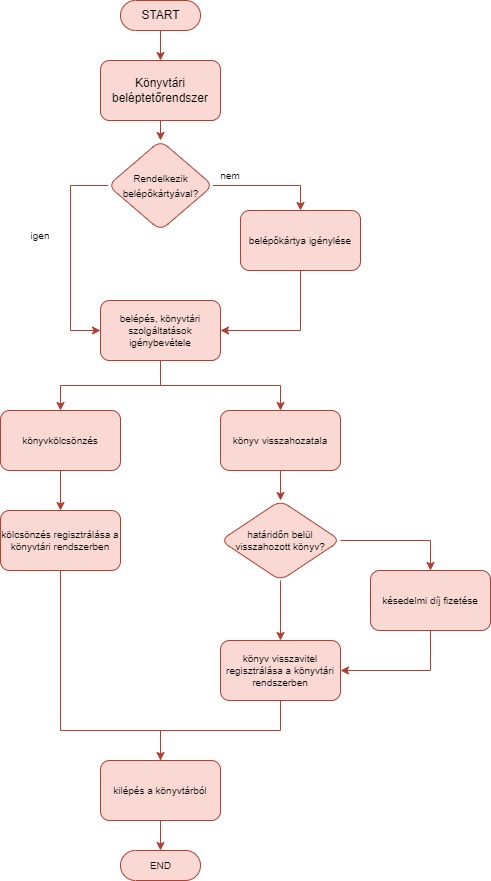 START
Könyvtári
beléptetőrendszer
Rendelkezik
belépőkártyával?
nem
igen
belépőkártya igénylése
belépés, könyvtári
szolgáltatások
igénybevétele
könyvkölcsönzés
könyv visszahozatala
kölcsönzés regisztrálása a
könyvtári rendszerben
határidőn belül
visszahozott könyv?
késedelmi díj fizetése
könyv visszavitel
regisztrálása a könyvtári
rendszerben
kilépés a könyvtárból
END